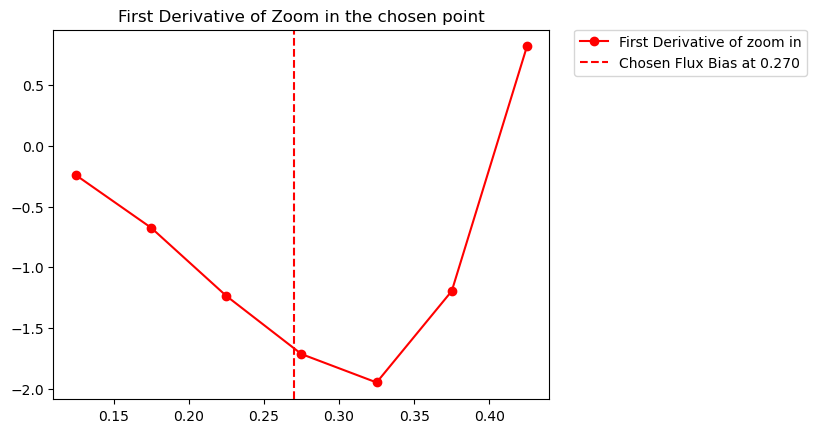 First Derivative of Zoom in the chosen point
First Derivative of zoom in
Chosen Flux Bias at 0.270
0.5
0.0
−0.5
−1.0
−1.5
−2.0
0.15 0.20 0.25 0.30 0.35 0.40